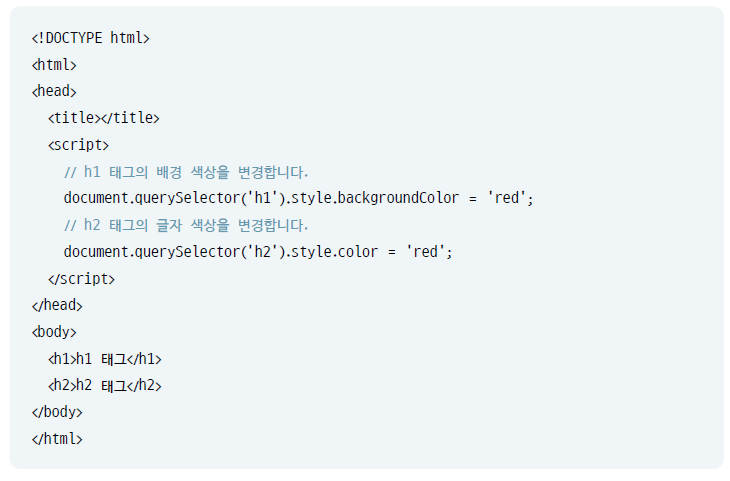 <!DOCTYPE html>
<html>
<head>
  <title></title>
  <script>
    // h1 태그의 배경 색상을 변경합니다.
    document.querySelector('h1').style.backgroundColor = 'red';
    // h2 태그의 글자 색상을 변경합니다.
    document.querySelector('h2').style.color = 'red';
  </script>
</head>
<body>
  <h1>h1 태그</h1>
  <h2>h2 태그</h2>
</body>
</html>